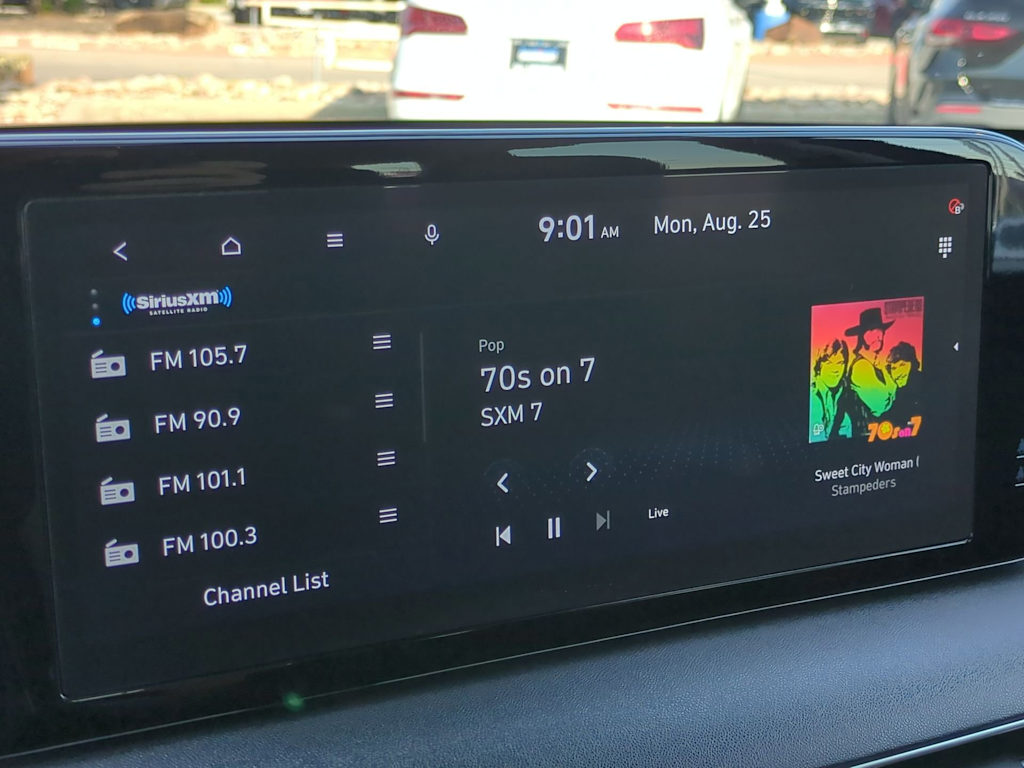 9:01 AM Mon, Aug. 25
SiriusXM
SATELLITE RADIO
FM 105.7
FM 90.9
FM 101.1
FM 100.3
Channel List
Pop
70s on 7
SXM 7
Live
STAMPEDERS
70s on 7
Sweet City Woman (
Stampeders